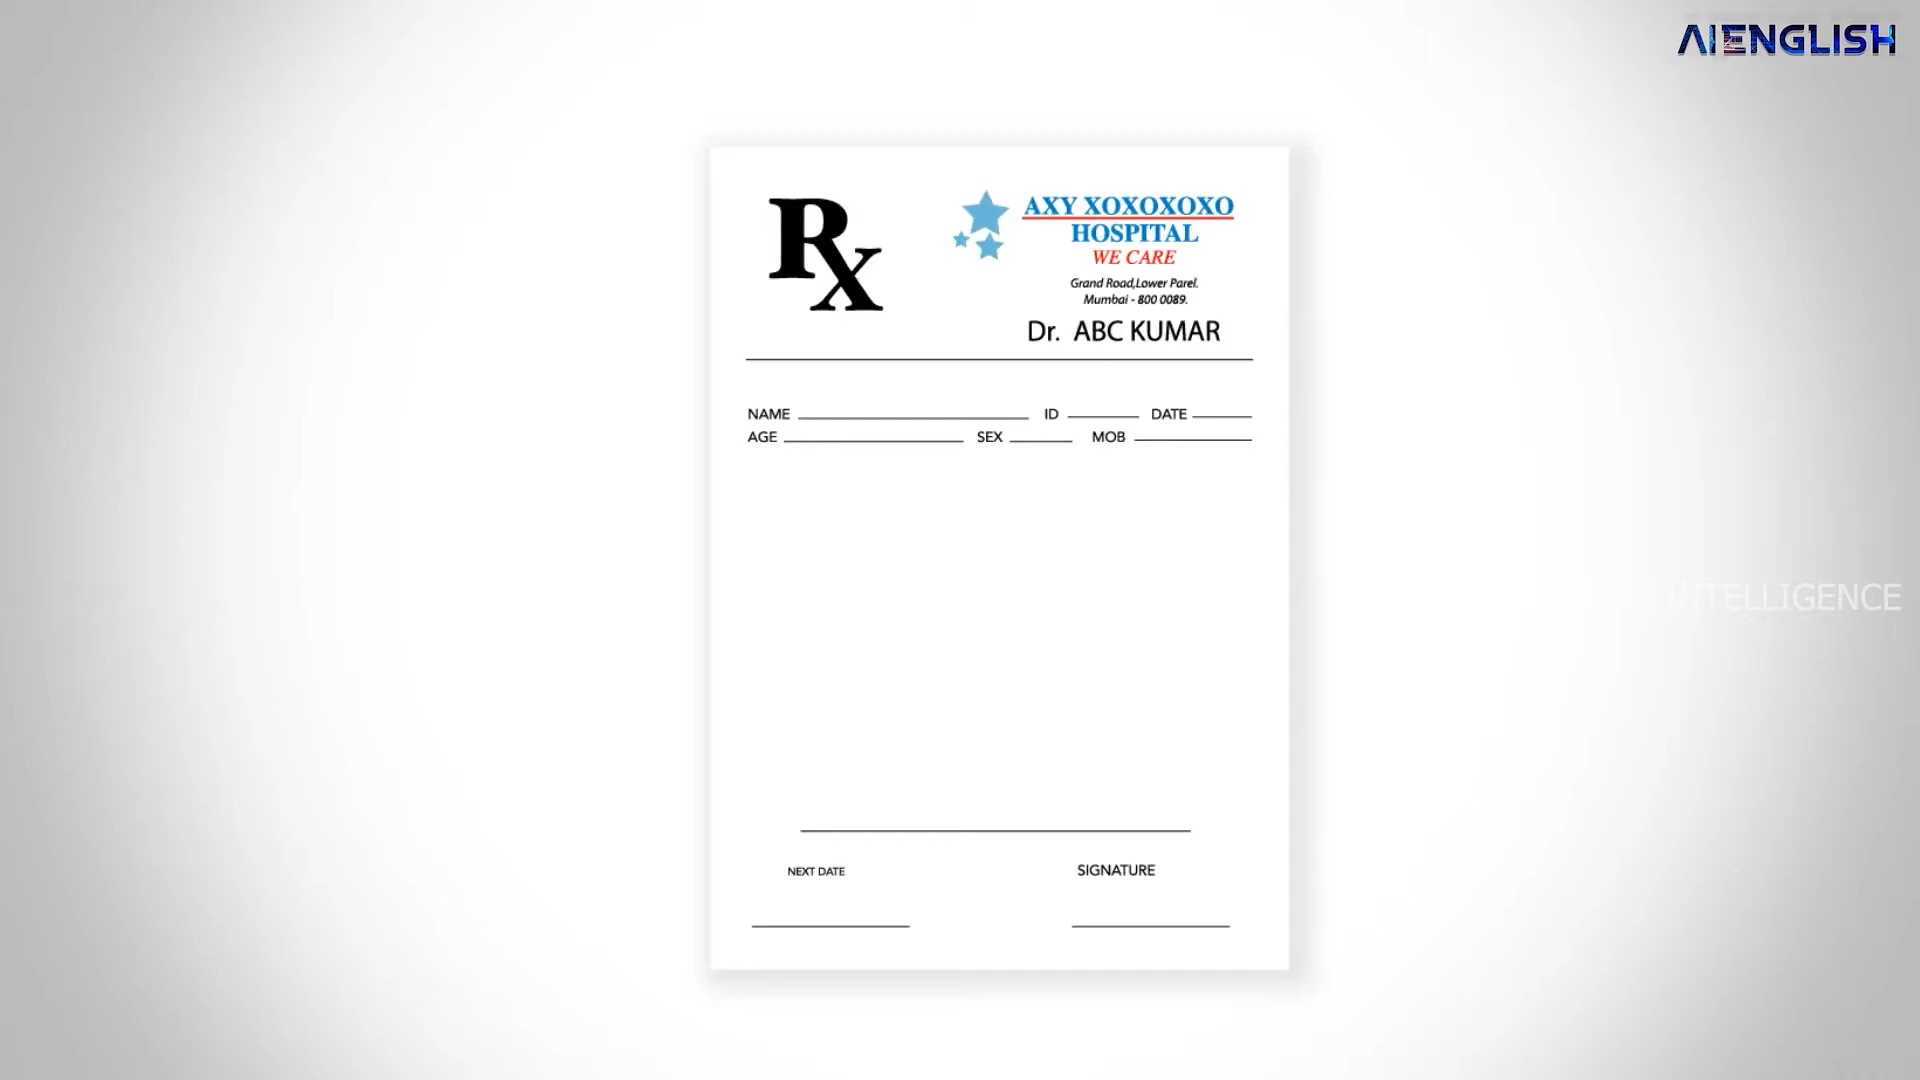 AIENGLISH
Rx
AXY XOXOXOXO
HOSPITAL
WE CARE
Grand Road,Lower Parel.
Mumbai - 800 0089.
Dr. ABC KUMAR
NAME ID DATE
AGE SEX MOB
INTELLIGENCE
NEXT DATE SIGNATURE